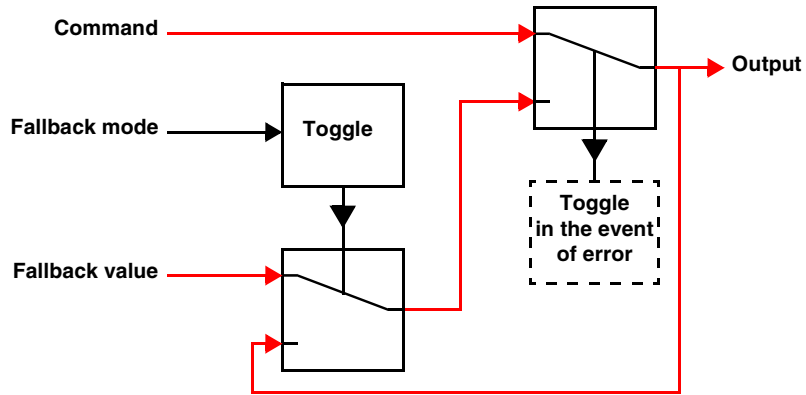 Command
Output
Fallback mode
Toggle
Toggle
in the event
of error
Fallback value